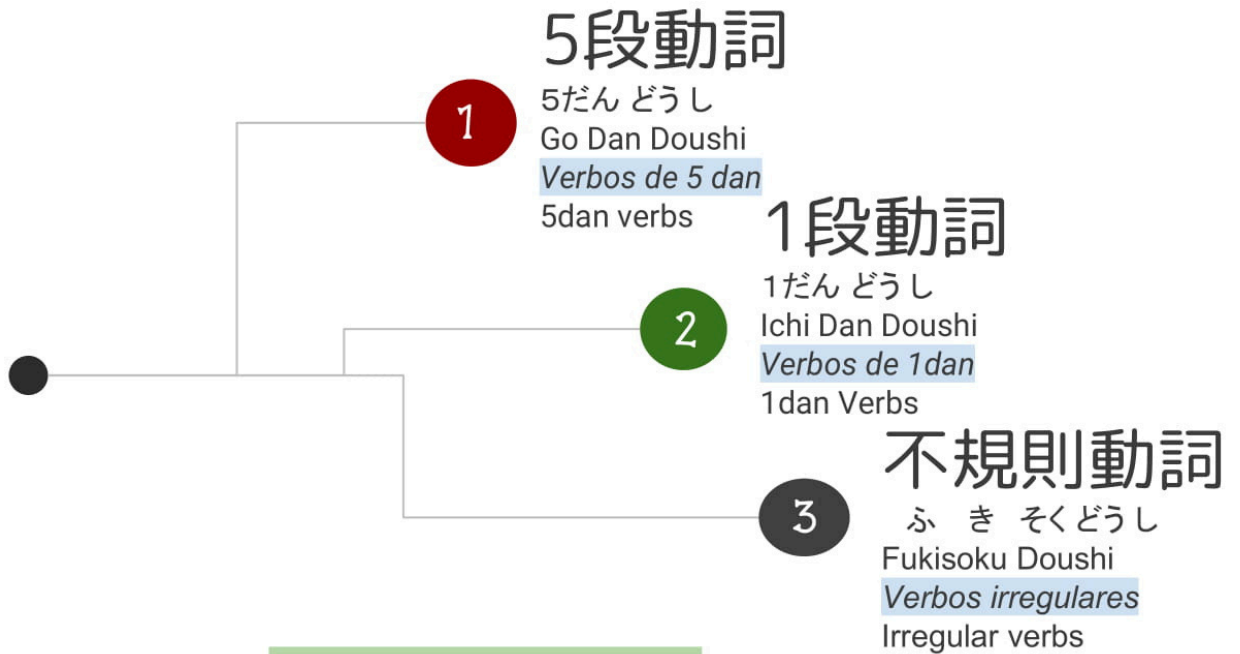 5段動詞
1
5だん どうし
Go Dan Doushi
Verbos de 5 dan
5dan verbs
1段動詞
1だん どうし
2
Ichi Dan Doushi
Verbos de 1dan
1dan Verbs
不規則動詞
3
ふ き そくどうし
Fukisoku Doushi
Verbos irregulares
Irregular verbs